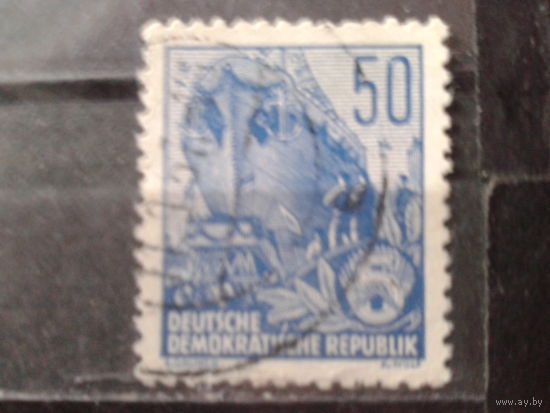 50
DEUTSCHE
DEMOKRATISCHE REPUBLIK
www.ay.by